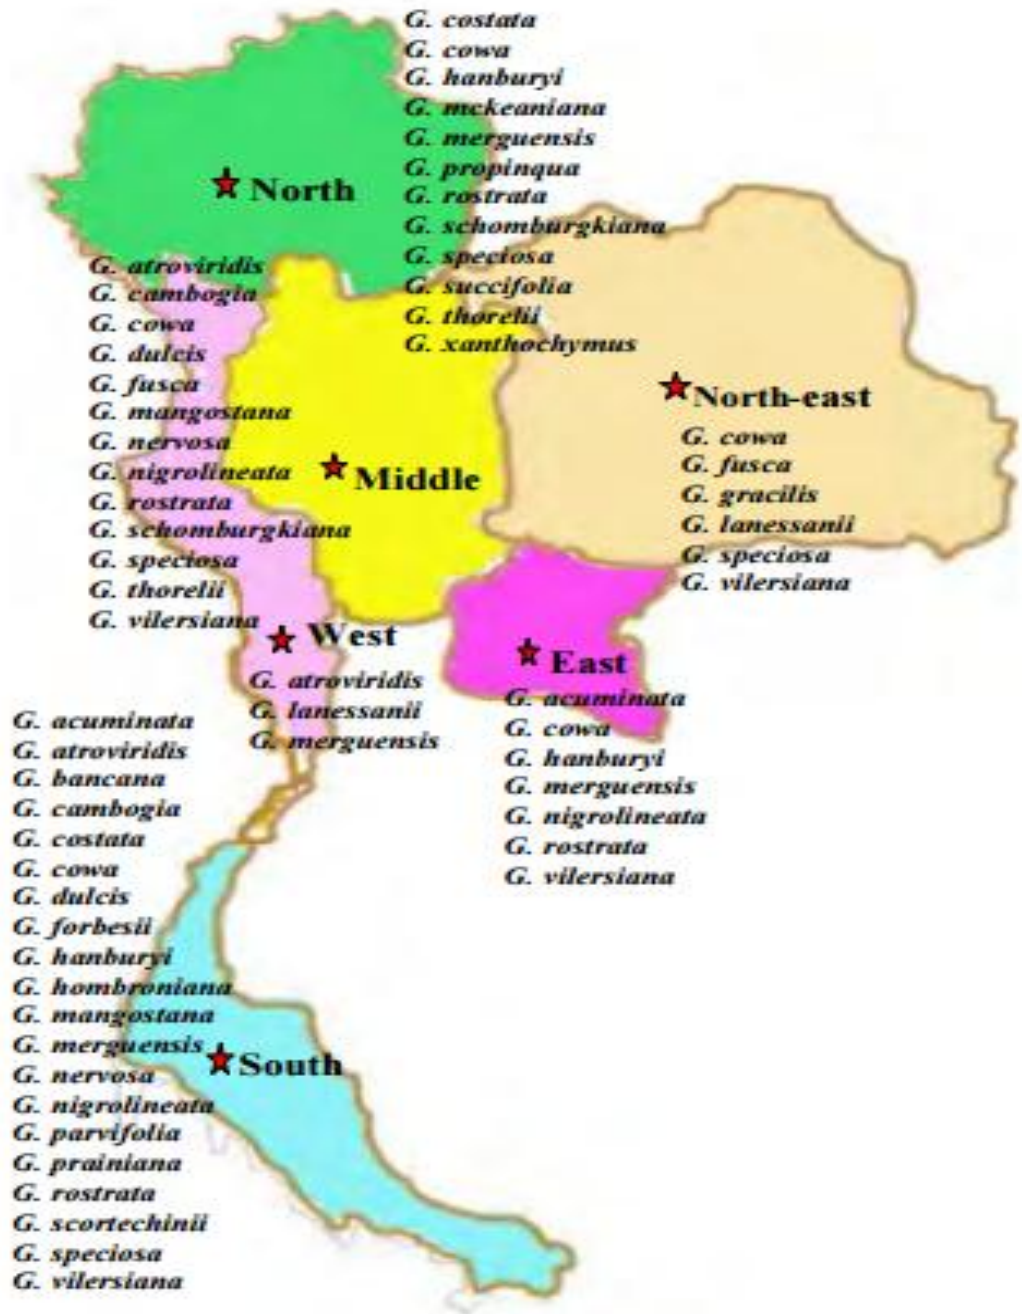 G. costata
G. cowa
G. hanburyi
G. mckeaniana
G. merguensis
G. propinqua
G. rostrata
G. schomburgkiana
G. speciosa
G. succifolia
G. thorelii
G. xanthochymus
North
G. atroviridis
G. cambogia
G. cowa
G. dulcis
G. fusca
G. mangostana
G. nervosa
G. nigrolineata
G. rostrata
G. schomburgkiana
G. speciosa
G. thorelii
G. vilersiana
Middle
North-east
G. cowa
G. fusca
G. gracilis
G. lanessanii
G. speciosa
G. vilersiana
West
G. atroviridis
G. lanessanii
G. merguensis
East
G. acuminata
G. cowa
G. hanburyi
G. merguensis
G. nigrolineata
G. rostrata
G. vilersiana
G. acuminata
G. atroviridis
G. bancana
G. cambogia
G. costata
G. cowa
G. dulcis
G. forbesii
G. hanburyi
G. hombroniana
G. mangostana
G. merguensis
G. nervosa
G. nigrolineata
G. parvifolia
G. prainiana
G. rostrata
G. scortechinii
G. speciosa
G. vilersiana
South